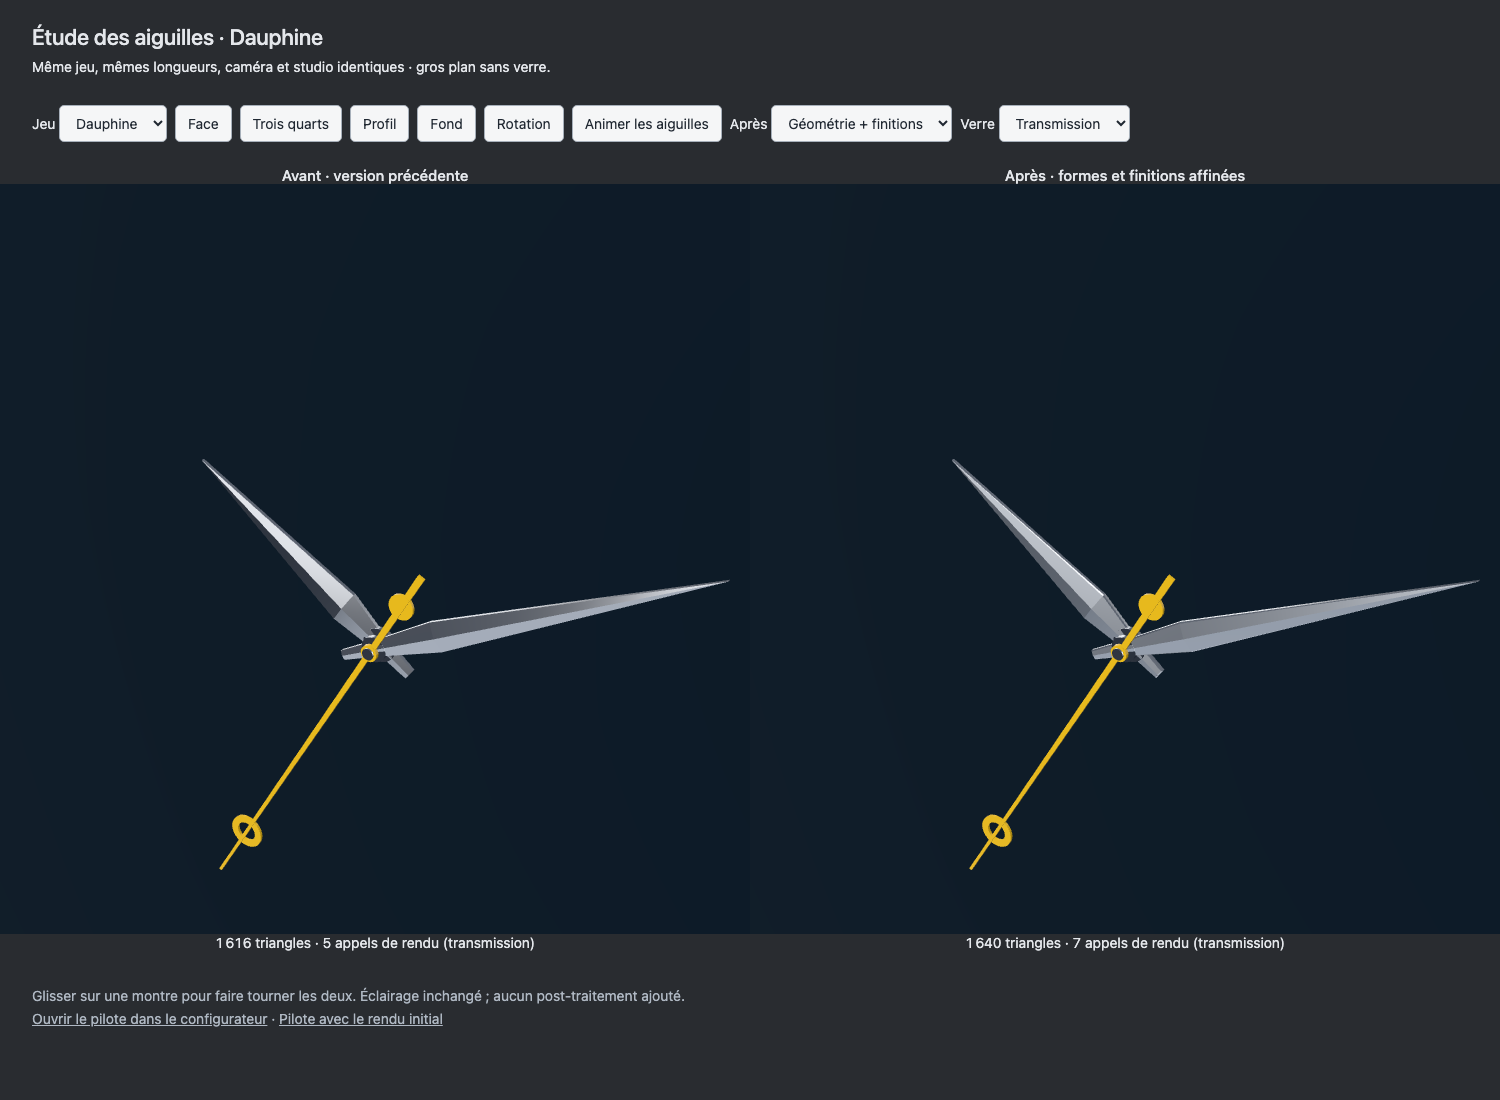 Étude des aiguilles · Dauphine
Même jeu, mêmes longueurs, caméra et studio identiques · gros plan sans verre.
Jeu Dauphine Face Trois quarts Profil Fond Rotation Animer les aiguilles Après Géométrie + finitions Verre Transmission
Avant · version précédente
Après · formes et finitions affinées
1 616 triangles · 5 appels de rendu (transmission)
1 640 triangles · 7 appels de rendu (transmission)
Glisser sur une montre pour faire tourner les deux. Éclairage inchangé ; aucun post-traitement ajouté.
Ouvrir le pilote dans le configurateur · Pilote avec le rendu initial